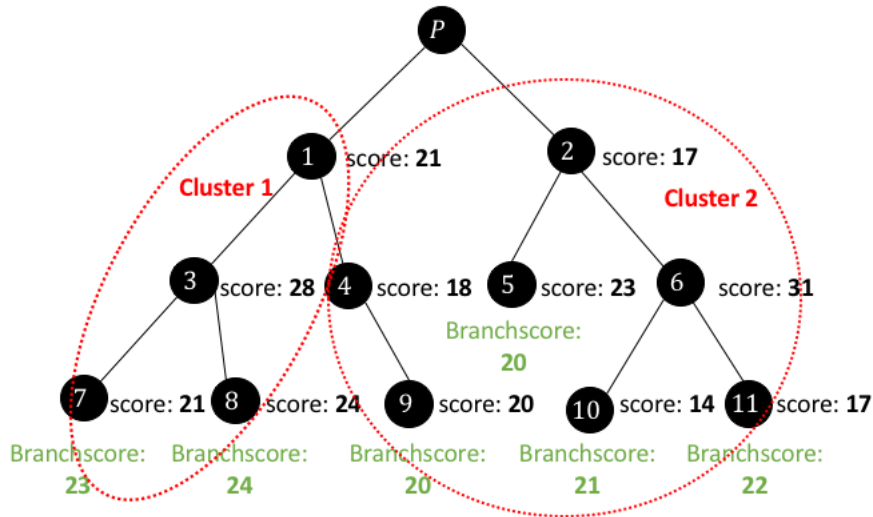 P
1 score: 21
2 score: 17
Cluster 1
Cluster 2
3 score: 28
4 score: 18
5 score: 23
6 score: 31
Branchscore:
20
7 score: 21
8 score: 24
9 score: 20
10 score: 14
11 score: 17
Branchscore:
23
Branchscore:
24
Branchscore:
20
Branchscore:
21
Branchscore:
22